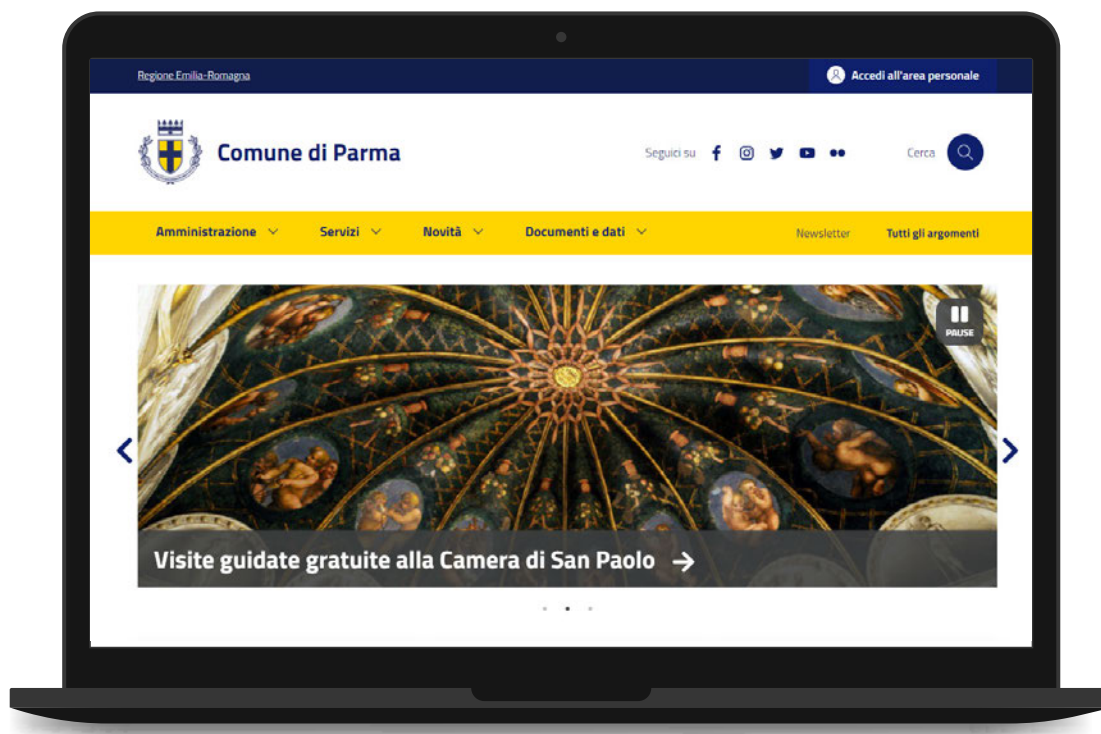 Regione Emilia-Romagna
Accedi all'area personale
Comune di Parma
Seguici su
Cerca
Amministrazione
Servizi
Novità
Documenti e dati
Newsletter
Tutti gli argomenti
PAUSE
Visite guidate gratuite alla Camera di San Paolo